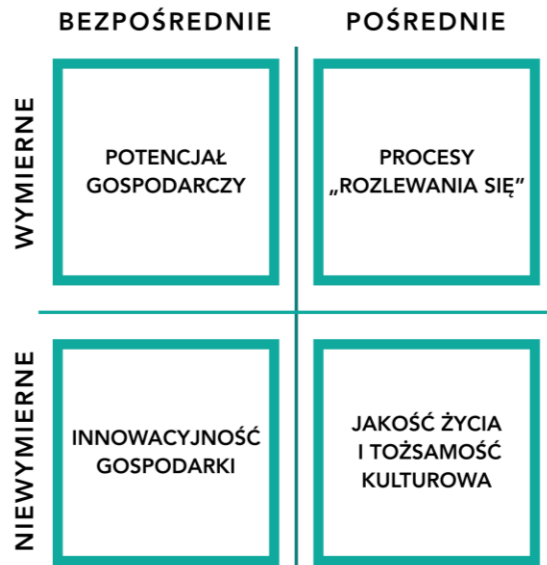 BEZPOŚREDNIE
POŚREDNIE
WYMIERNE
POTENCJAŁ
GOSPODARCZY
PROCESY
„ROZLEWANIA SIĘ”
NIEWYMIERNE
INNOWACYJNOŚĆ
GOSPODARKI
JAKOŚĆ ŻYCIA
I TOŻSAMOŚĆ
KULTUROWA